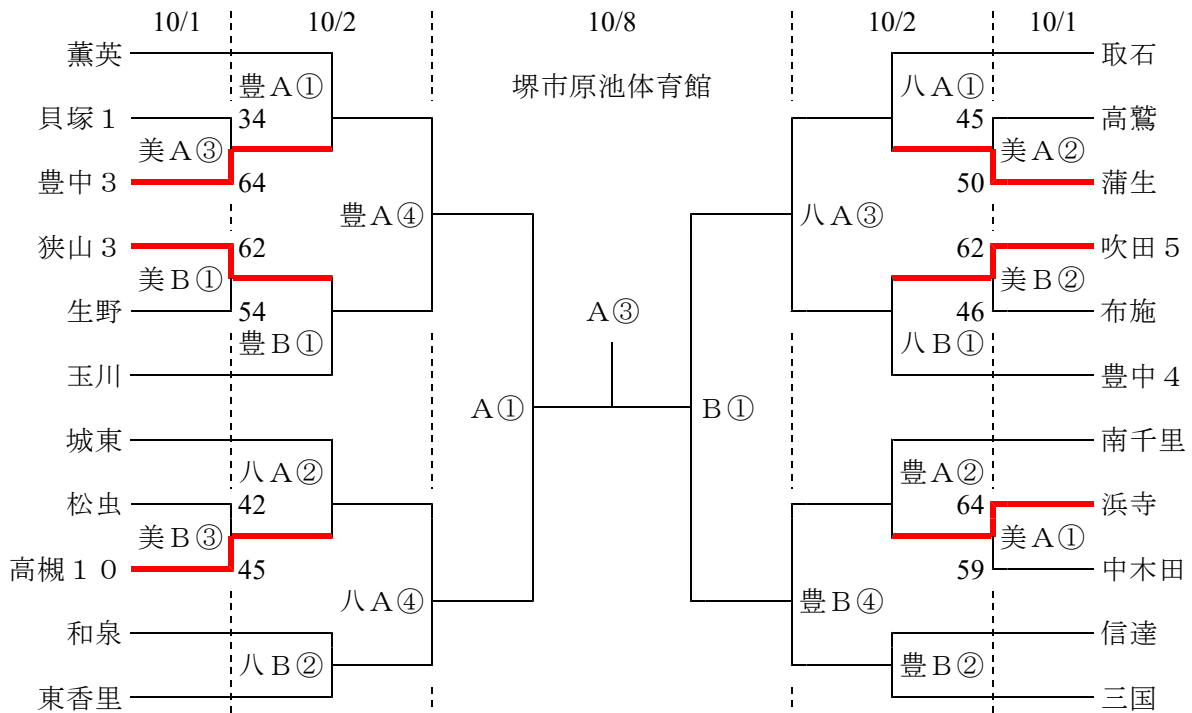 10/1 10/2 10/8 10/2 10/1
薫英 取石
豊A① 堺市原池体育館 八A①
貝塚1 34 45 高鷲
美A③ 美A②
豊中3 64 50 蒲生
豊A④ 八A③
狭山3 62 62 吹田5
美B① 美B②
生野 54 A③ 46 布施
豊B① 八B①
玉川 豊中4
A① B①
城東 南千里
八A② 豊A②
松虫 42 64 浜寺
美B③ 美A①
高槻10 45 59 中木田
八A④ 豊B④
和泉 信達
八B② 豊B②
東香里 三国